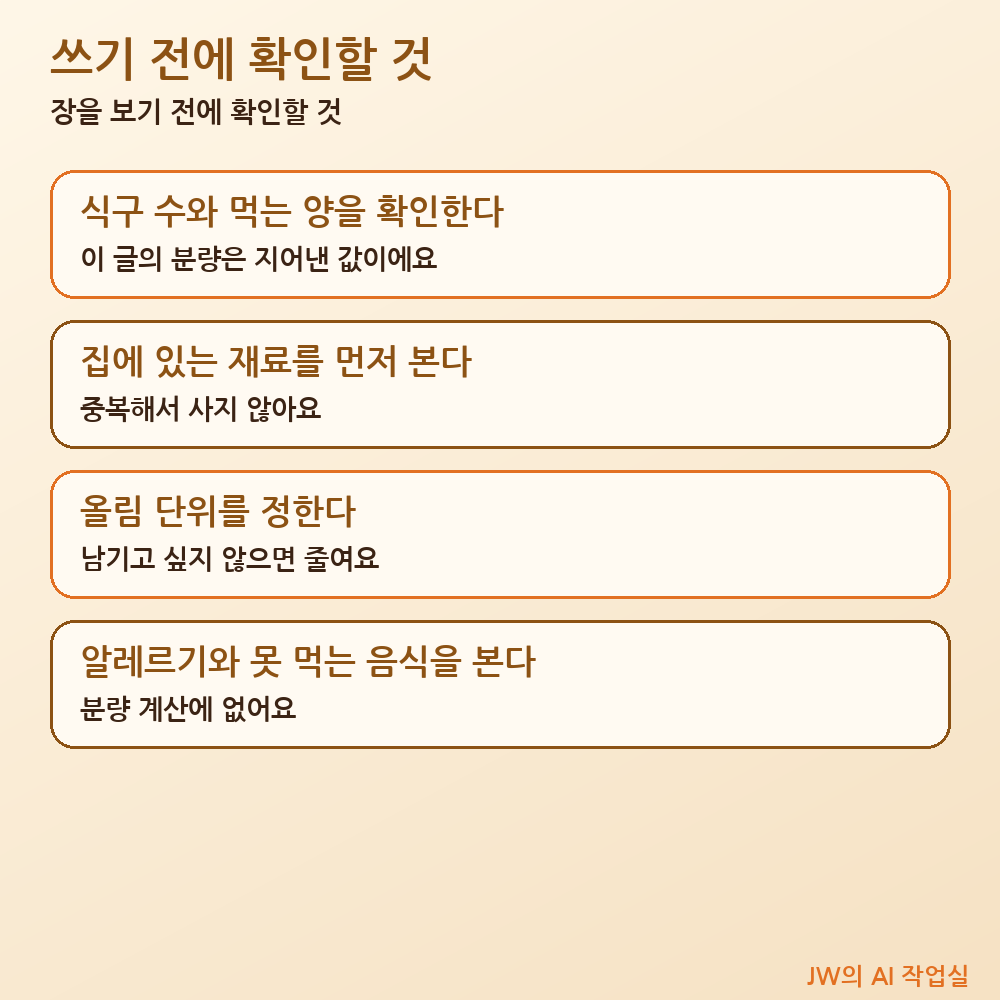 쓰기 전에 확인할 것
장을 보기 전에 확인할 것
식구 수와 먹는 양을 확인한다
이 글의 분량은 지어낸 값이에요
집에 있는 재료를 먼저 본다
중복해서 사지 않아요
올림 단위를 정한다
남기고 싶지 않으면 줄여요
알레르기와 못 먹는 음식을 본다
분량 계산에 없어요
JW의 AI 작업실